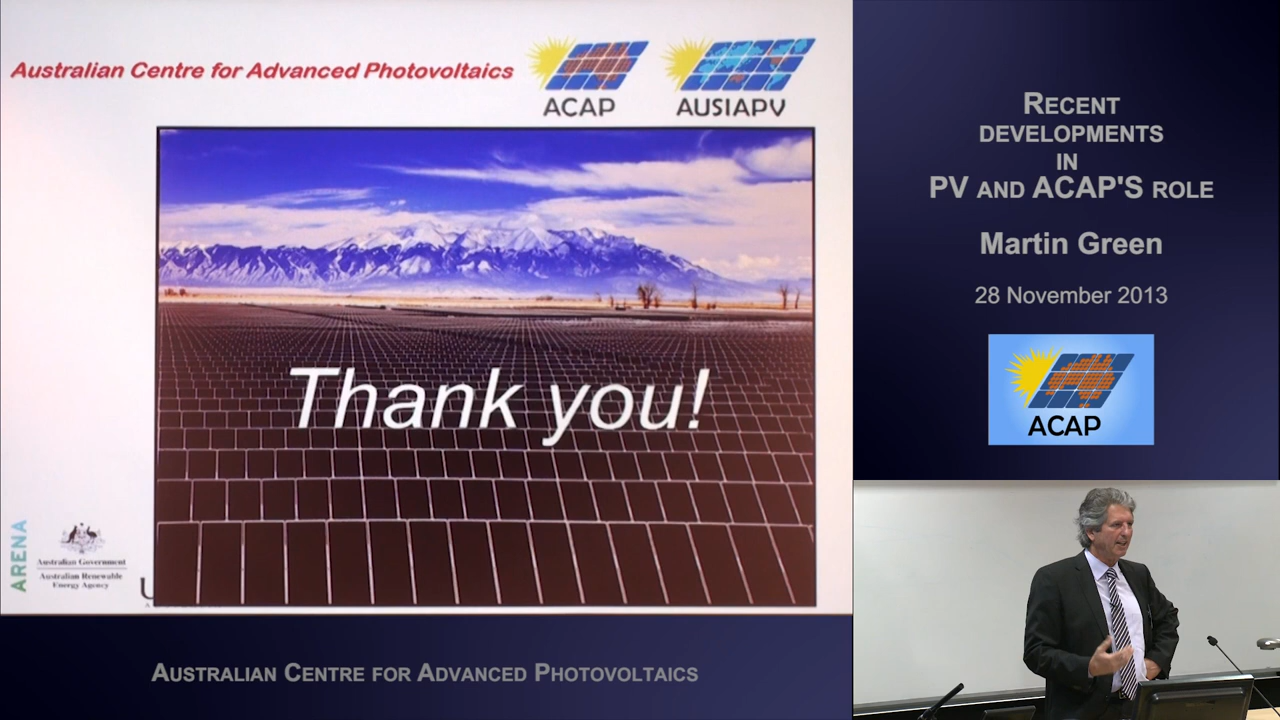 Australian Centre for Advanced Photovoltaics
ACAP
AUSIAPV
Thank you!
ARENA
Australian Government
Australian Renewable
Energy Agency
RECENT
DEVELOPMENTS
IN
PV AND ACAP'S ROLE
Martin Green
28 November 2013
ACAP
AUSTRALIAN CENTRE FOR ADVANCED PHOTOVOLTAICS